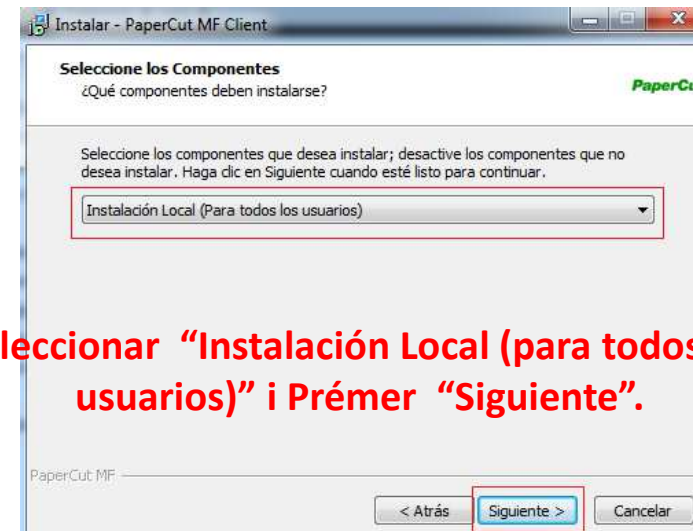 Instalar - PaperCut MF Client
Seleccione los Componentes
¿Qué componentes deben instalarse?
PaperCu
Seleccione los componentes que desea instalar; desactive los componentes que no
desea instalar. Haga clic en Siguiente cuando esté listo para continuar.
Instalación Local (Para todos los usuarios)
leccionar “Instalación Local (para todos
usuarios)” i Prémer “Siguiente”.
PaperCut MF
< Atrás Siguiente > Cancelar